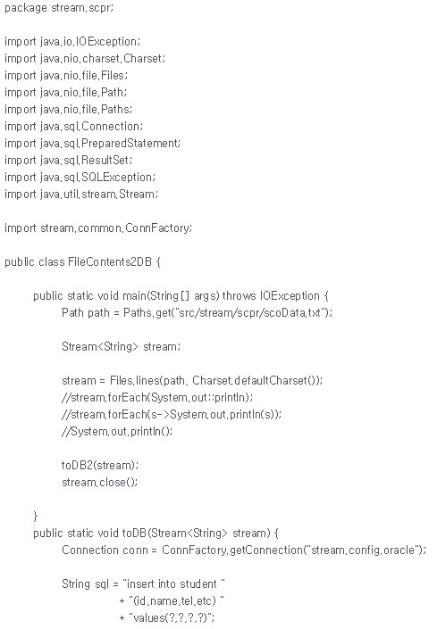 package stream.scpr;
import java.io.IOException;
import java.nio.charset.Charset;
import java.nio.file.Files;
import java.nio.file.Path;
import java.nio.file.Paths;
import java.sql.Connection;
import java.sql.PreparedStatement;
import java.sql.ResultSet;
import java.sql.SQLException;
import java.util.stream.Stream;
import stream.common.ConnFactory;
public class FileContents2DB {
public static void main(String[] args) throws IOException {
Path path = Paths.get("src/stream/scpr/scoData.txt");
Stream<String> stream;
stream = Files.lines(path, Charset.defaultCharset());
//stream.forEach(System.out::println);
//stream.forEach(s->System.out.println(s));
//System.out.println();
toDB2(stream);
stream.close();
}
public static void toDB(Stream<String> stream) {
Connection conn = ConnFactory.getConnection("stream.config.oracle");
String sql = "insert into student "
+ "(id,name,tel,etc) "
+ "values(?,?,?,?)";